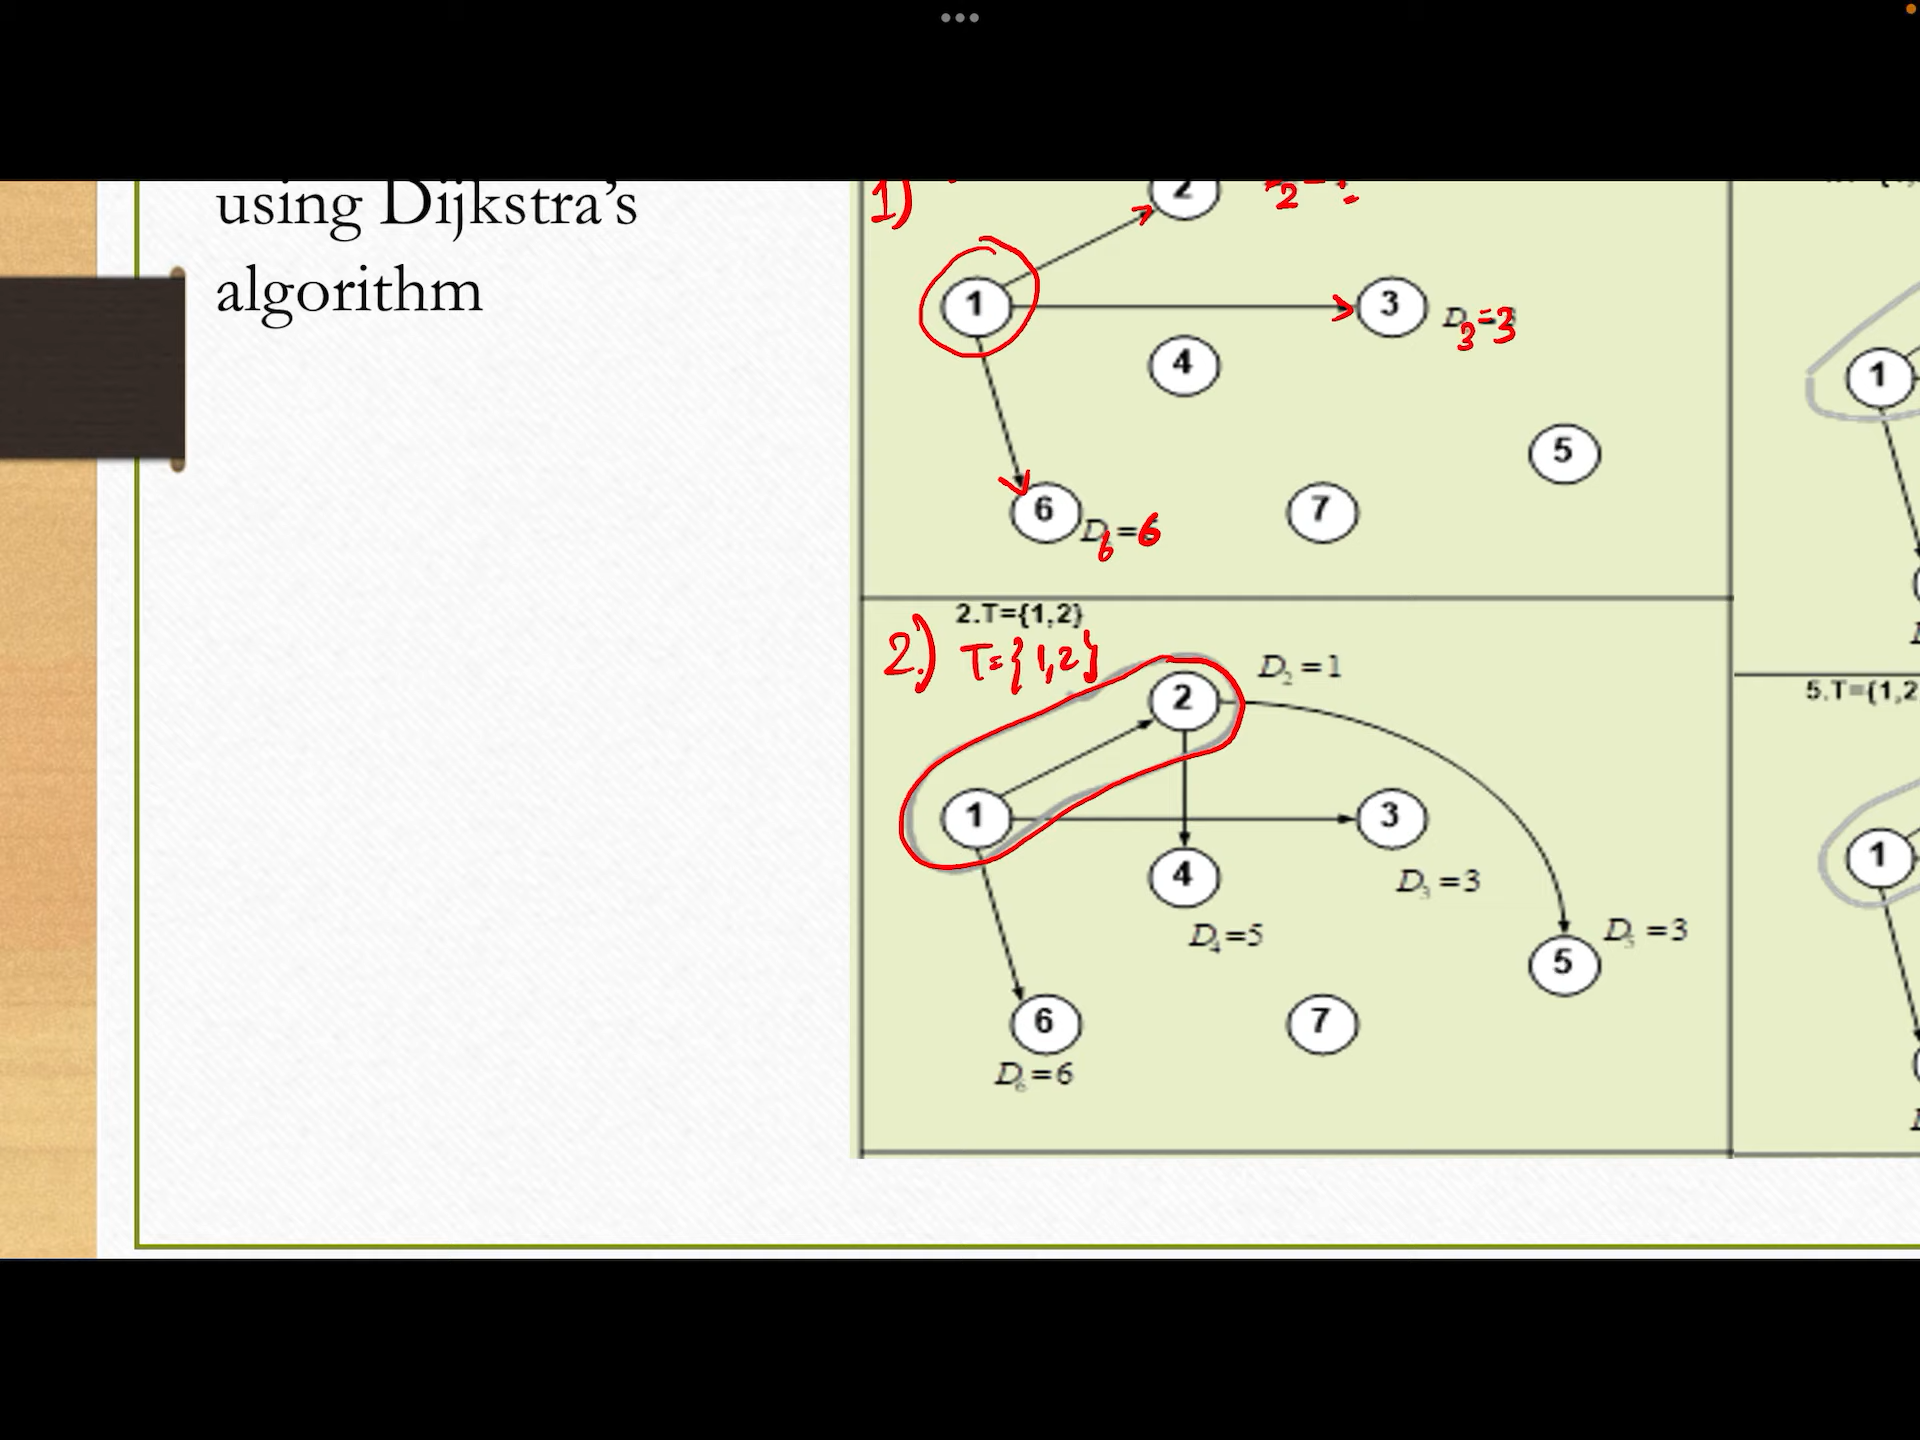 using Dijkstra's
algorithm
1)
2
1
3
D3=3
4
5
6
D6=6
7
1
2.T={1,2}
2.) T={1,2}
2
D2=1
1
3
D3=3
4
D4=5
5
D5=3
6
D6=6
7
5.T={1,2
1